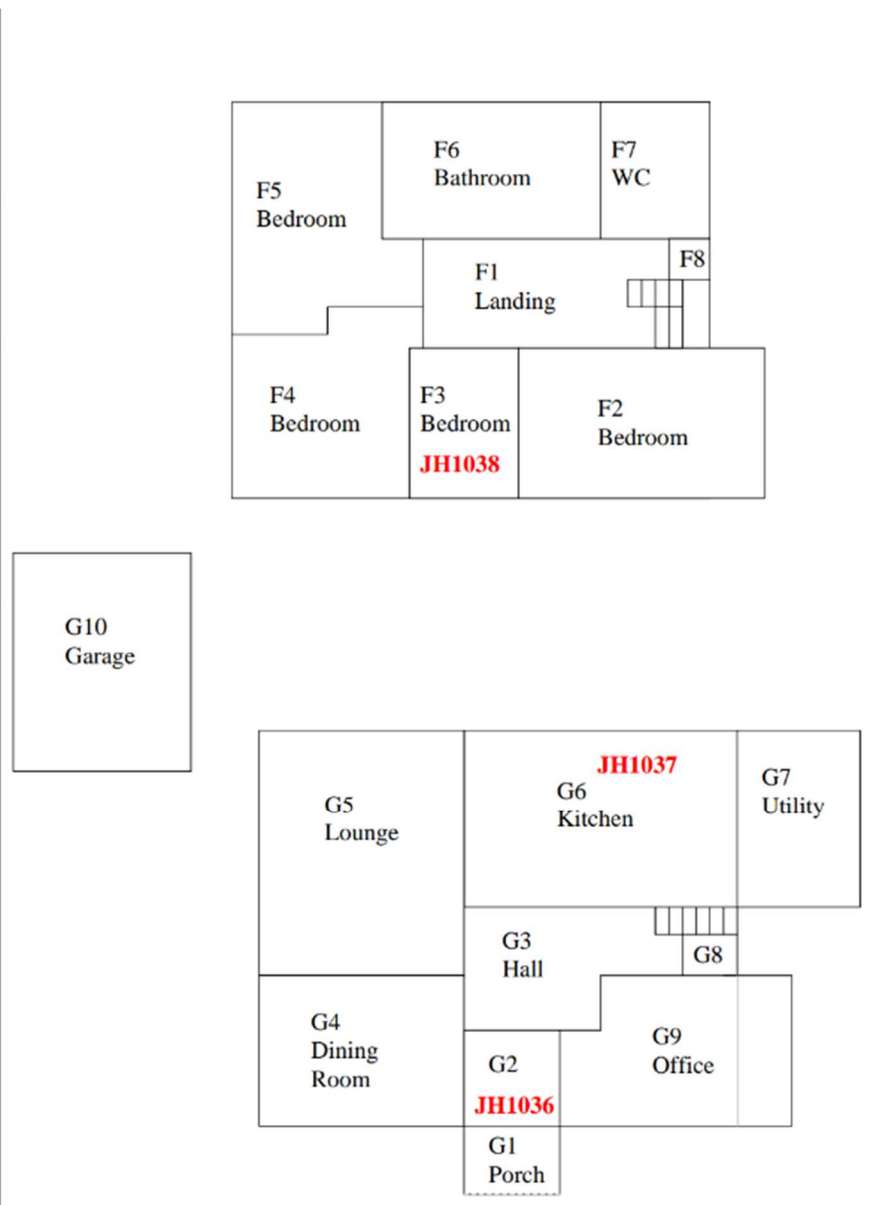 F6
Bathroom
F7
WC
F5
Bedroom
F8
F1
Landing
F4
Bedroom
F3
Bedroom
JH1038
F2
Bedroom
G10
Garage
JH1037
G6
Kitchen
G7
Utility
G5
Lounge
G3
Hall
G8
G4
Dining
Room
G2
JH1036
G9
Office
G1
Porch